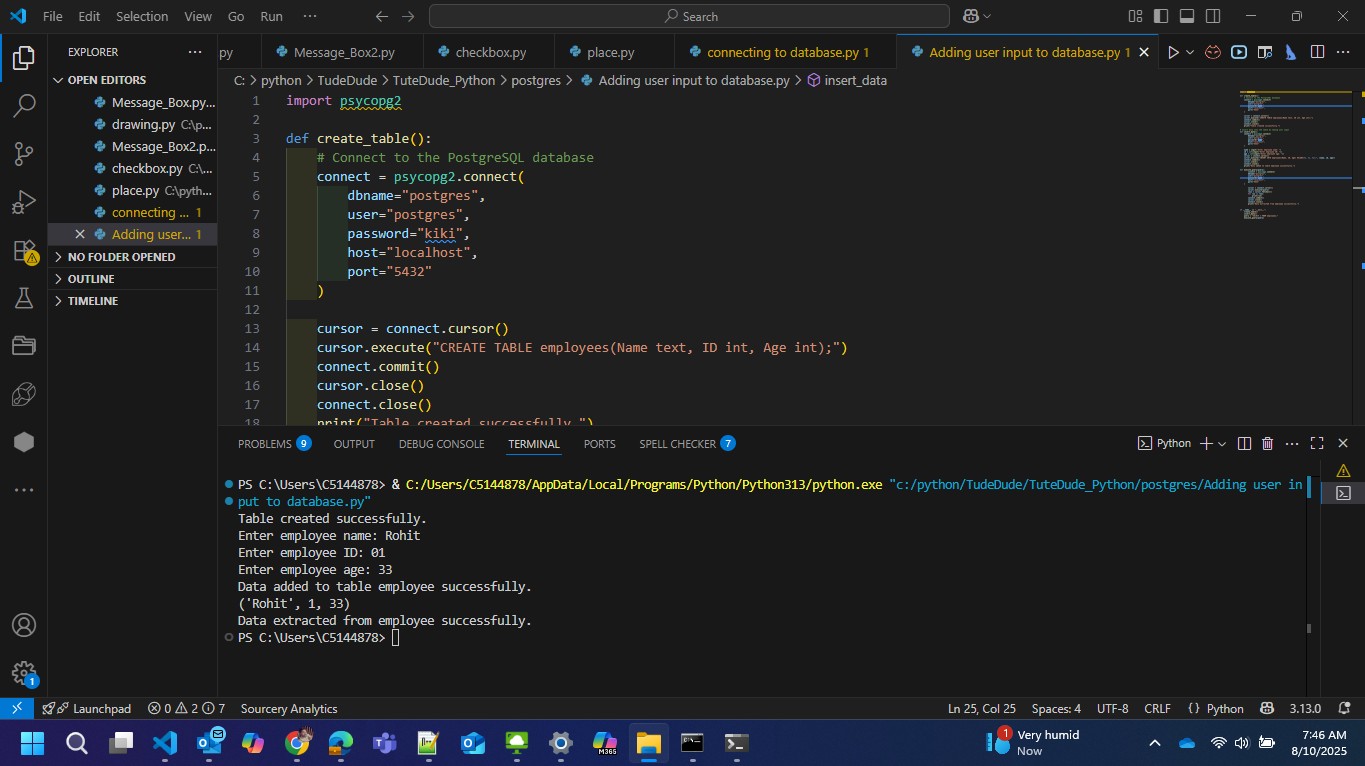 File Edit Selection View Go Run ··· Search
EXPLORER ···
OPEN EDITORS
Message_Box.py...
drawing.py C:\p...
Message_Box2.p...
checkbox.py C:\...
place.py C:\pyth...
connecting ... 1
Adding user... 1
NO FOLDER OPENED
OUTLINE
TIMELINE
py Message_Box2.py checkbox.py place.py connecting to database.py 1 Adding user input to database.py 1
C: > python > TudeDude > TuteDude_Python > postgres > Adding user input to database.py > insert_data
1 import psycopg2
2
3 def create_table():
4 # Connect to the PostgreSQL database
5 connect = psycopg2.connect(
6 dbname="postgres",
7 user="postgres",
8 password="kiki",
9 host="localhost",
10 port="5432"
11 )
12
13 cursor = connect.cursor()
14 cursor.execute("CREATE TABLE employees(Name text, ID int, Age int);")
15 connect.commit()
16 cursor.close()
17 connect.close()
18 print("Table created successfully.")
PROBLEMS 9 OUTPUT DEBUG CONSOLE TERMINAL PORTS SPELL CHECKER 7 Python
PS C:\Users\C5144878> & C:/Users/C5144878/AppData/Local/Programs/Python/Python313/python.exe "c:/python/TudeDude/TuteDude_Python/postgres/Adding user in
put to database.py"
Table created successfully.
Enter employee name: Rohit
Enter employee ID: 01
Enter employee age: 33
Data added to table employee successfully.
('Rohit', 1, 33)
Data extracted from employee successfully.
PS C:\Users\C5144878>
1
Launchpad 0 2 7 Sourcery Analytics Ln 25, Col 25 Spaces: 4 UTF-8 CRLF {} Python 3.13.0
M365
1 Very humid
Now
7:46 AM
8/10/2025